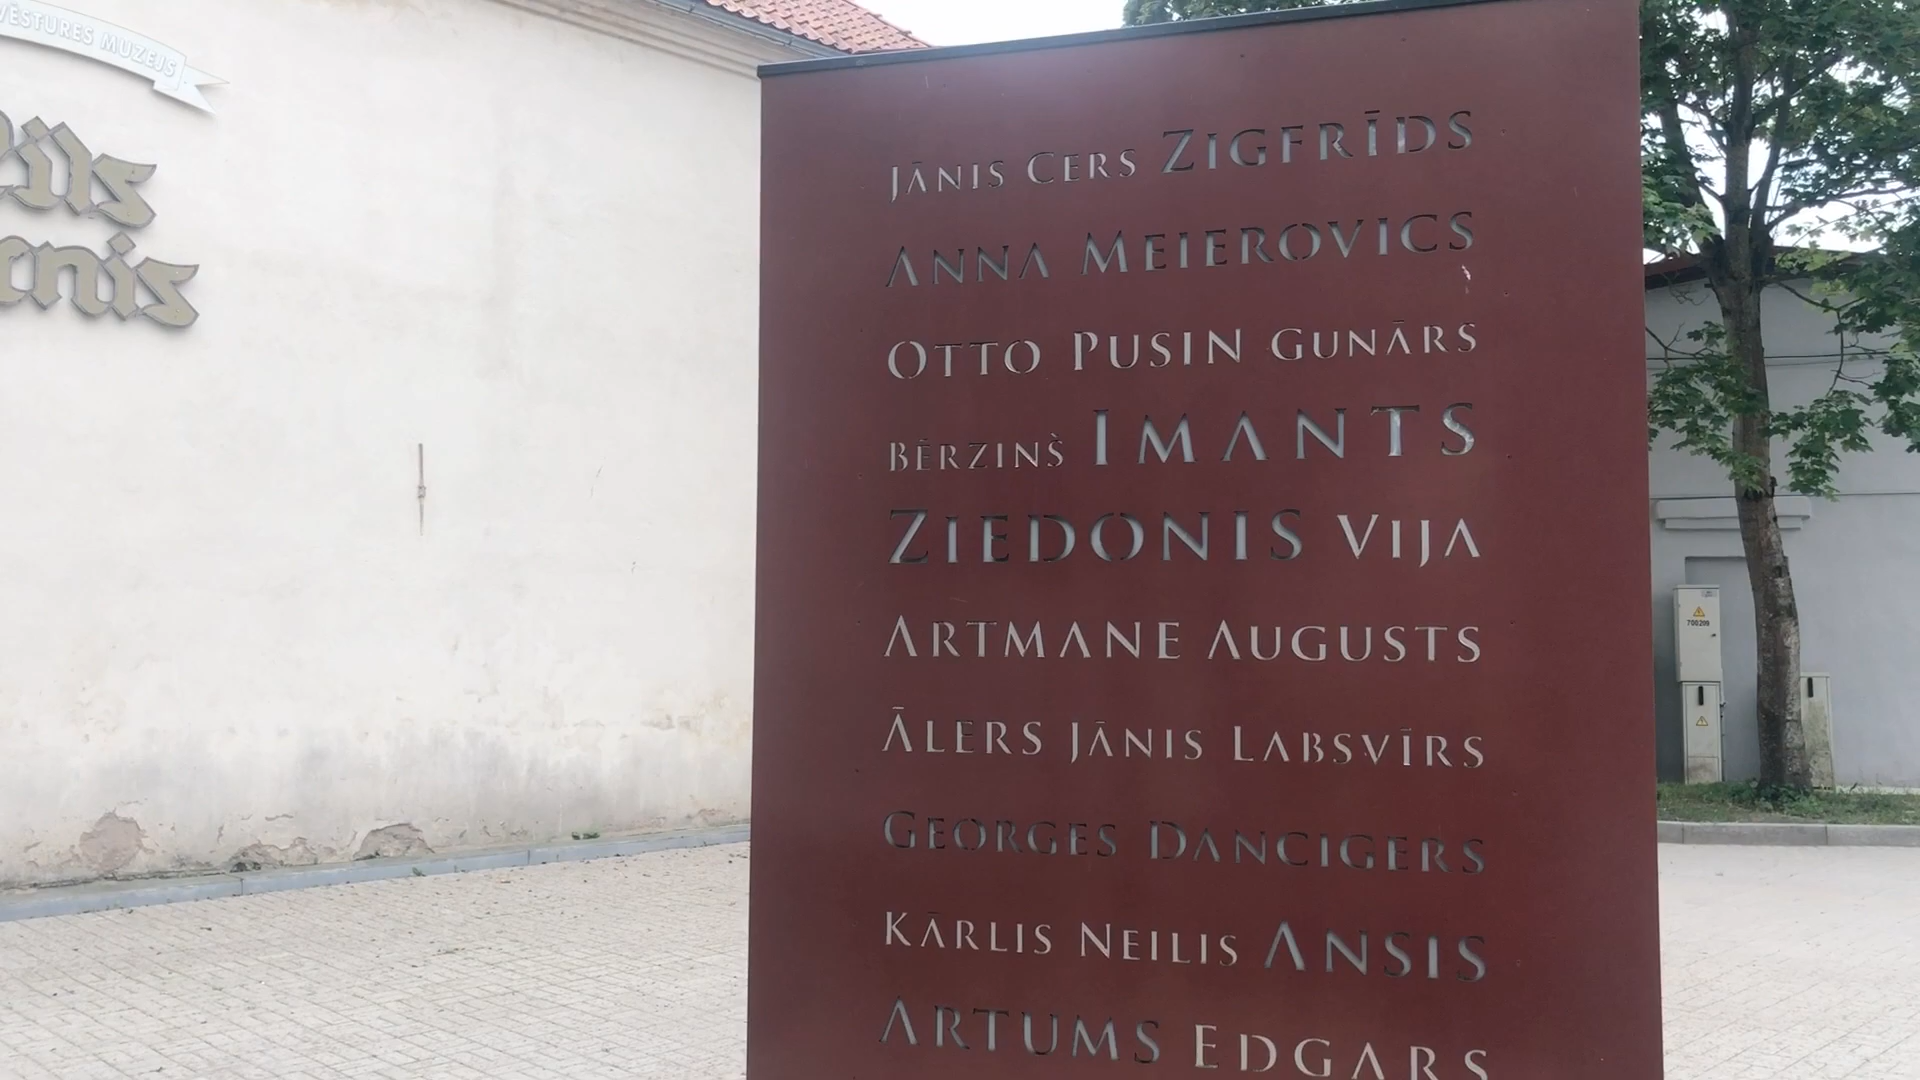 VĒSTURES MUZEJS
JĀNIS CERS ZIGFRĪDS
ANNA MEIEROVICS
OTTO PUSIN GUNĀRS
BĒRZINŠ IMANTS
ZIEDONIS VIJA
ARTMANE AUGUSTS
ĀLERS JĀNIS LABSVĪRS
GEORGES DANCIGERS
KĀRLIS NEILIS ANSIS
ARTUMS EDGARS
700209